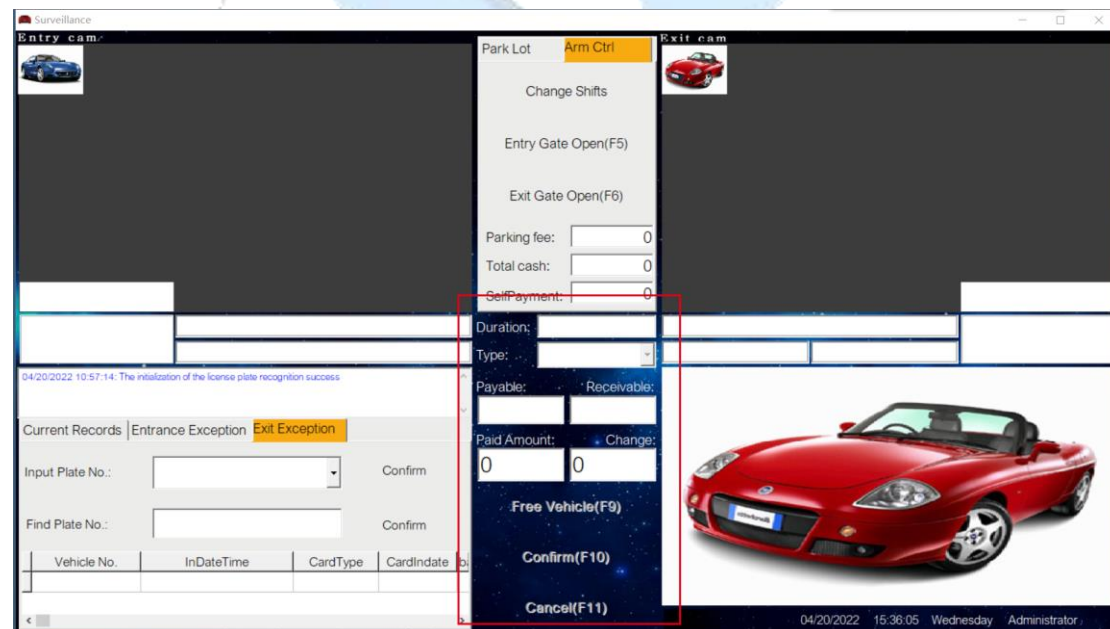 Surveillance
Entry cam
Park Lot
Arm Ctrl
Exit cam
Change Shifts
Entry Gate Open(F5)
Exit Gate Open(F6)
Parking fee: 0
Total cash: 0
SelfPayment: 0
Duration:
Type:
04/20/2022 10:57:14: The initialization of the license plate recognition success
Payable: Receivable:
Current Records Entrance Exception Exit Exception
Paid Amount: Change:
0 0
Input Plate No.: Confirm
Free Vehicle(F9)
Find Plate No.: Confirm
Vehicle No. InDateTime CardType CardIndate
Confirm(F10)
Cancel(F11)
04/20/2022 15:36:05 Wednesday Administrator